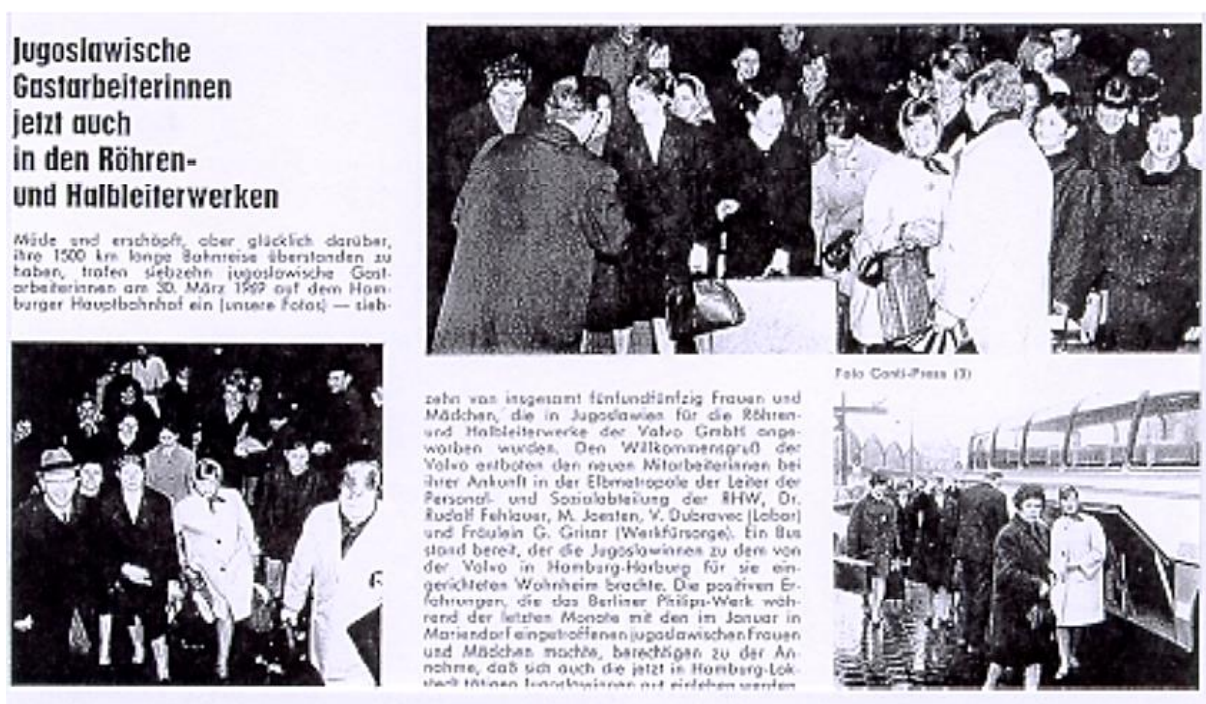 Jugoslawische
Gastarbeiterinnen
jetzt auch
in den Röhren-
und Halbleiterwerken
Müde und erschöpft, aber glücklich darüber,
ihre 1500 km lange Bahnreise überstanden zu
haben, trafen siebzehn jugoslawische Gast-
arbeiterinnen am 30. März 1969 auf dem Ham-
burger Hauptbahnhof ein (unsere Fotos) — sieb-
Foto Conti-Press (3)
zehn von insgesamt fünfundfünfzig Frauen und
Mädchen, die in Jugoslawien für die Röhren-
und Halbleiterwerke der Valvo GmbH ange-
worben wurden. Den Willkommensgruß der
Valvo entboten den neuen Mitarbeiterinnen bei
ihrer Ankunft in der Elbmetropole der Leiter der
Personal- und Sozialabteilung der RHW, Dr.
Rudolf Fehlauer, M. Joesten, V. Dubravec (Labor)
und Fräulein G. Grisar (Werkfürsorge). Ein Bus
stand bereit, der die Jugoslawinnen zu dem von
der Valvo in Hamburg-Harburg für sie ein-
gerichteten Wohnheim brachte. Die positiven Er-
fahrungen, die das Berliner Philips-Werk wäh-
rend der letzten Monate mit den im Januar in
Mariendorf eingetroffenen jugoslawischen Frauen
und Mädchen machte, berechtigen zu der An-
nahme, daß sich auch die jetzt in Hamburg-Lok-
stedt tätigen Jugoslawinnen gut einleben werden